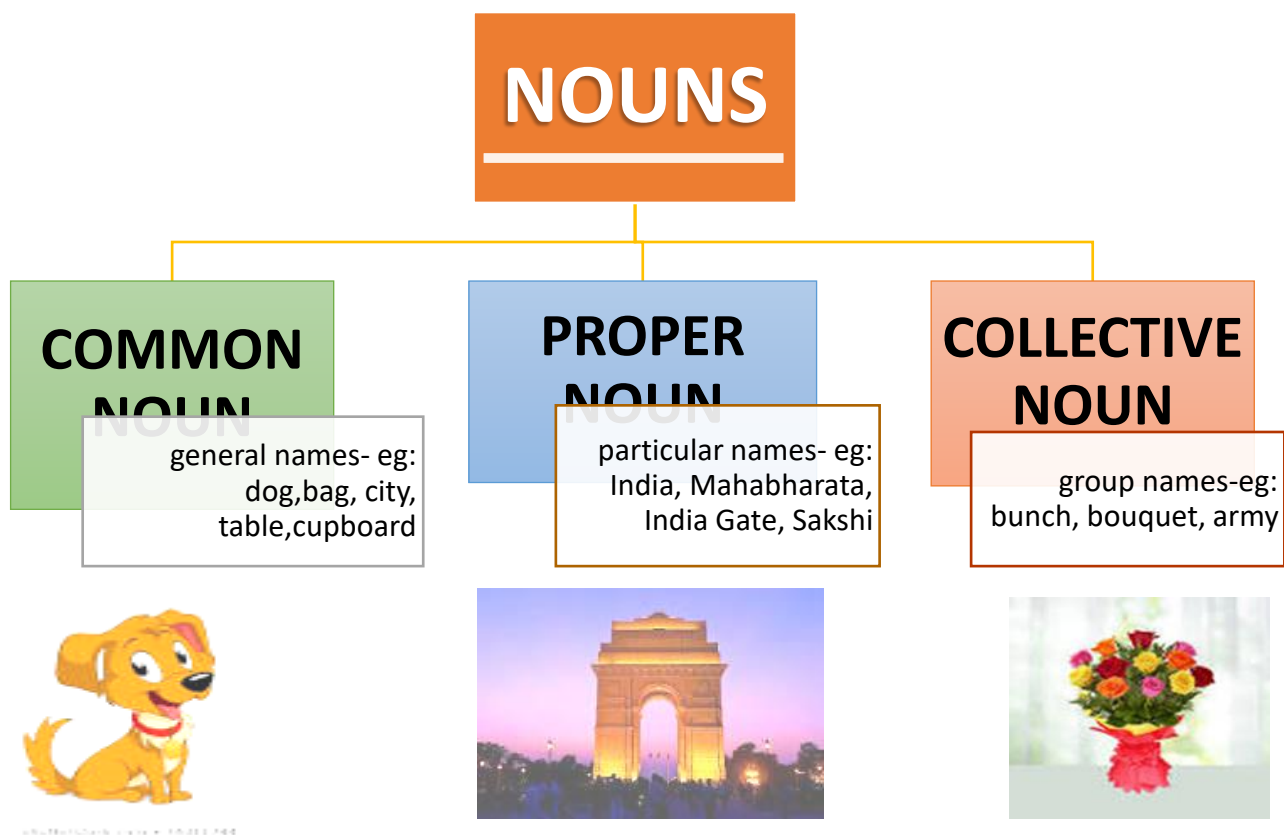 NOUNS
COMMON
NOUN
general names- eg:
dog,bag, city,
table,cupboard
PROPER
NOUN
particular names- eg:
India, Mahabharata,
India Gate, Sakshi
COLLECTIVE
NOUN
group names-eg:
bunch, bouquet, army